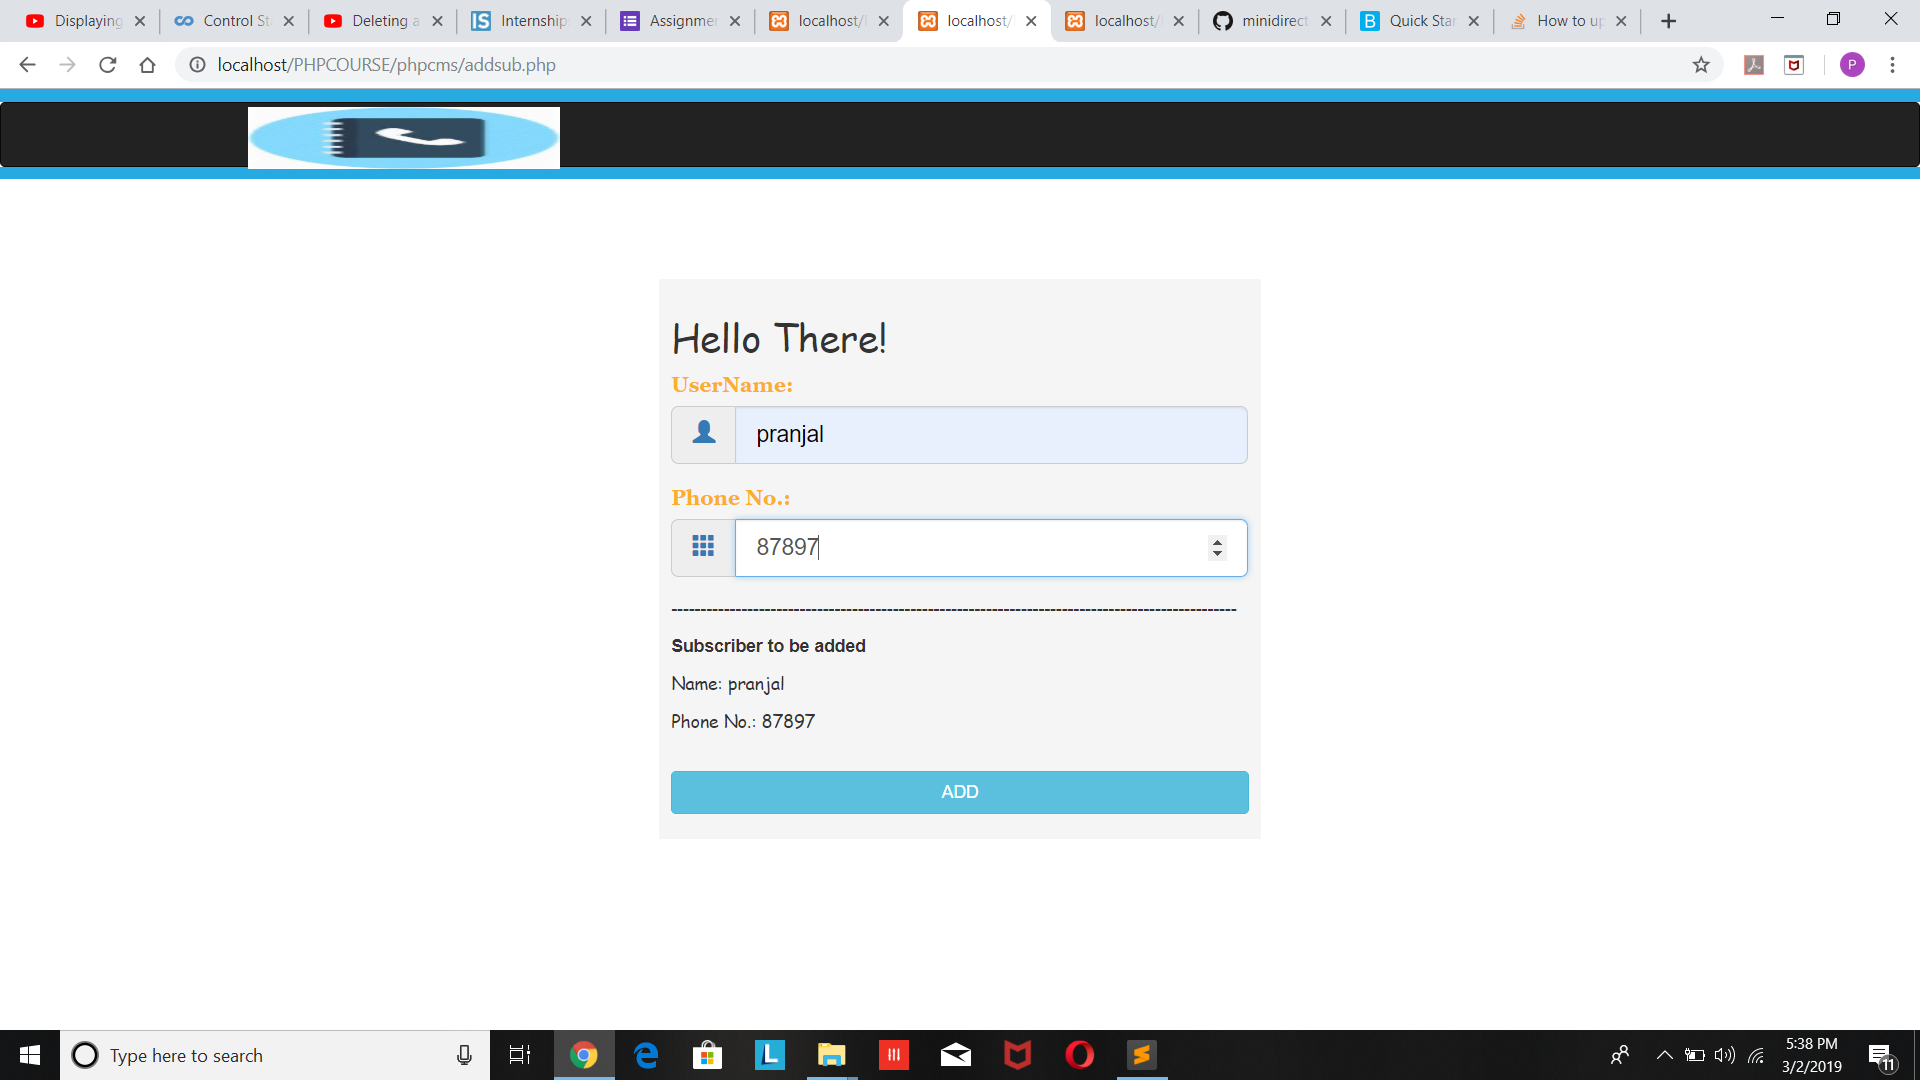 Displaying
Control St
Deleting a
Internship
Assignmen
localhost/
localhost/
localhost/
minidirect
Quick Star
How to up
localhost/PHPCOURSE/phpcms/addsub.php
P
Hello There!
UserName:
pranjal
Phone No.:
87897
-------------------------------------------------------------------------------------------------
Subscriber to be added
Name: pranjal
Phone No.: 87897
ADD
Type here to search
5:38 PM
3/2/2019
11